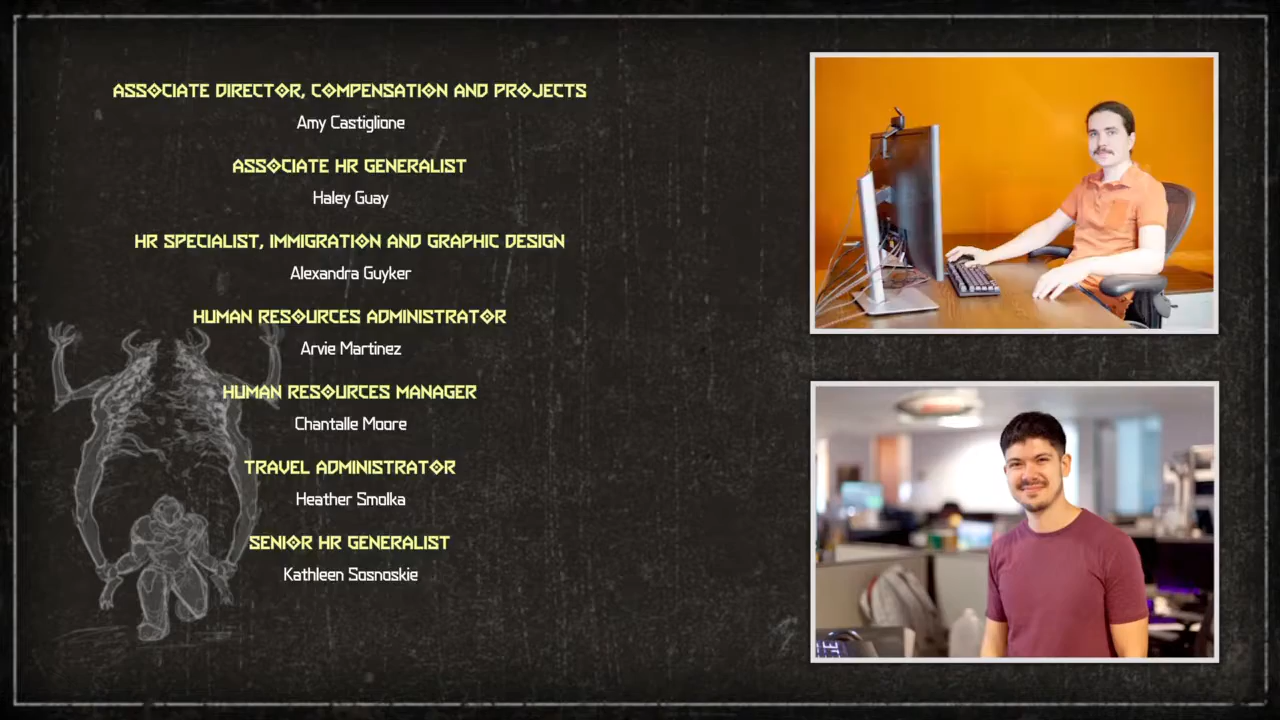 ASSOCIATE DIRECTOR, COMPENSATION AND PROJECTS
Amy Castiglione
ASSOCIATE HR GENERALIST
Haley Guay
HR SPECIALIST, IMMIGRATION AND GRAPHIC DESIGN
Alexandra Guyker
HUMAN RESOURCES ADMINISTRATOR
Arvie Martinez
HUMAN RESOURCES MANAGER
Chantalle Moore
TRAVEL ADMINISTRATOR
Heather Smolka
SENIOR HR GENERALIST
Kathleen Sosnoskie